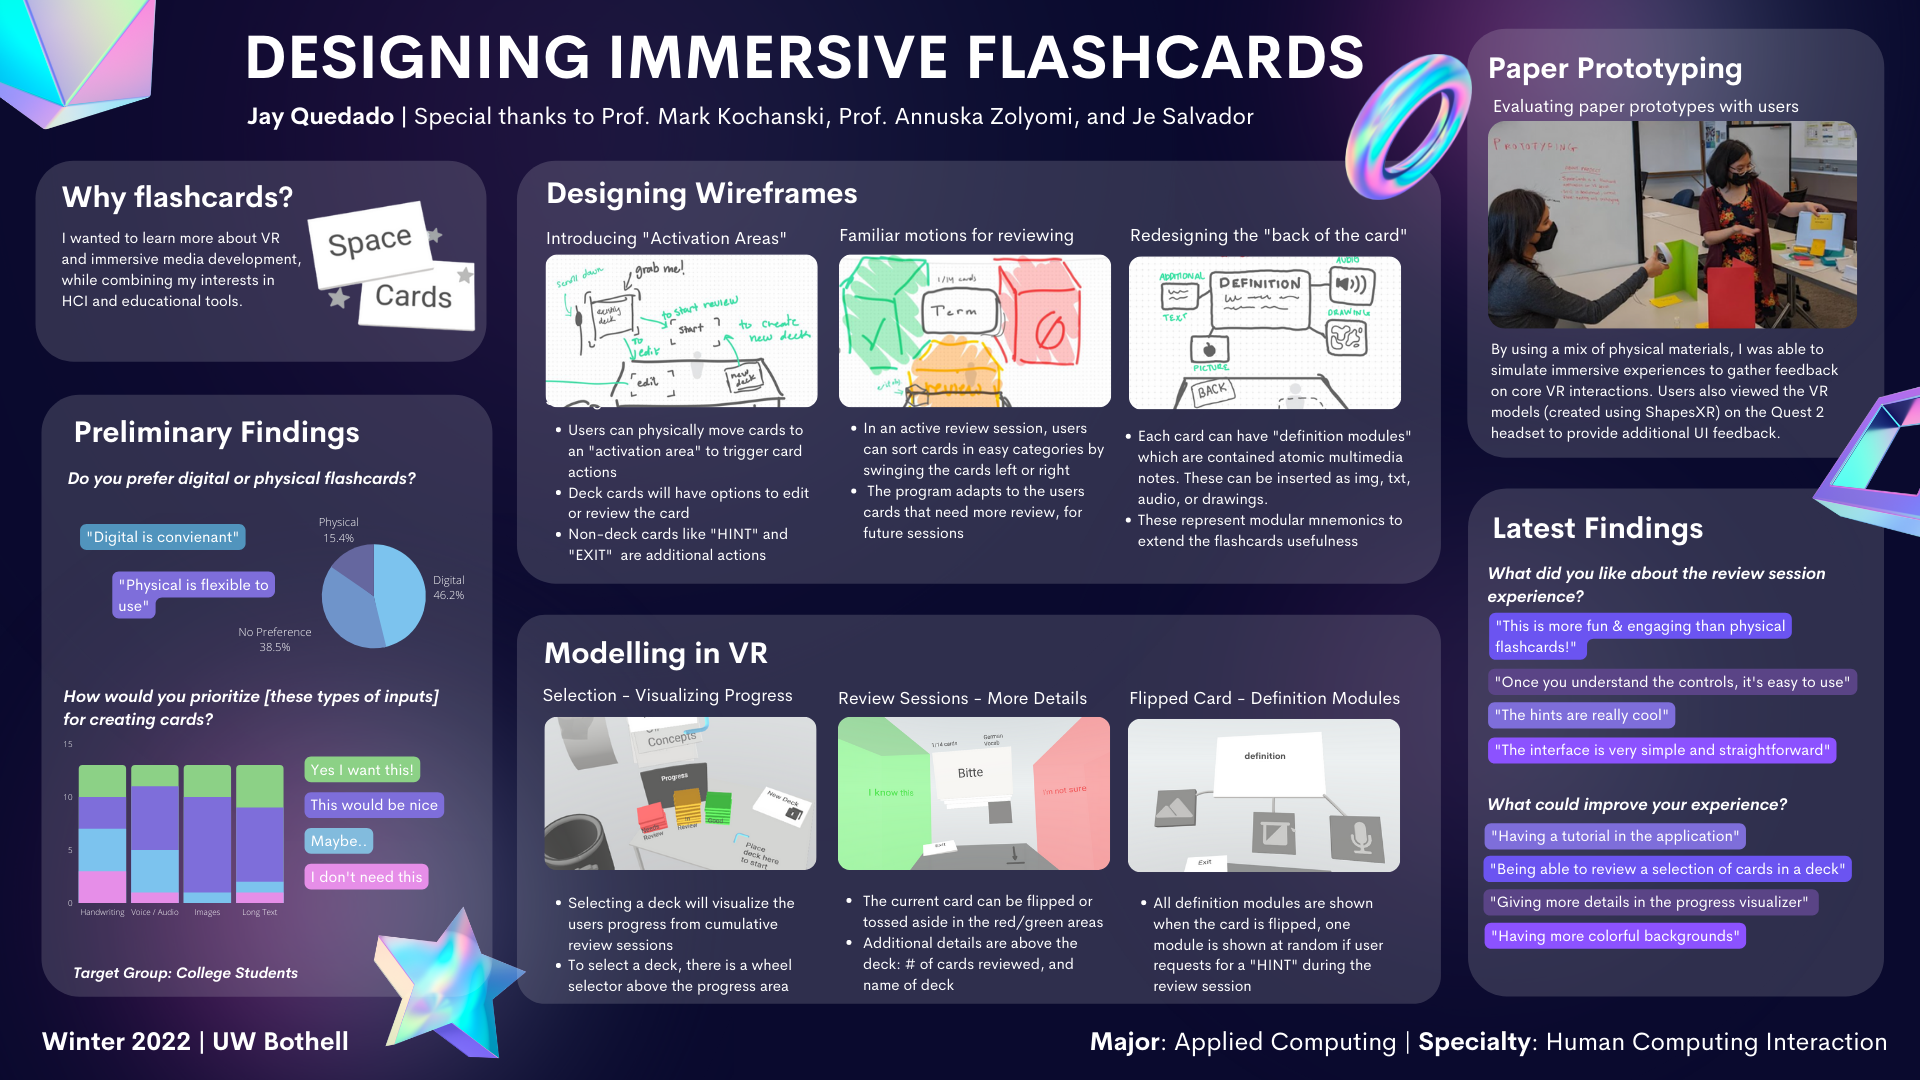 DESIGNING IMMERSIVE FLASHCARDS
Jay Quedado | Special thanks to Prof. Mark Kochanski, Prof. Annuska Zolyomi, and Je Salvador
Why flashcards?
I wanted to learn more about VR
and immersive media development,
while combining my interests in
HCI and educational tools.
Space
Cards
Preliminary Findings
Do you prefer digital or physical flashcards?
"Digital is convienant"
"Physical is flexible to
use"
Physical
15.4%
Digital
46.2%
No Preference
38.5%
How would you prioritize [these types of inputs]
for creating cards?
15
10
5
0
Handwriting
Voice / Audio
Images
Long Text
Yes I want this!
This would be nice
Maybe..
I don't need this
Target Group: College Students
Designing Wireframes
Introducing "Activation Areas"
scroll down
grab me!
existing
deck
to start review
start
to create
new deck
to
edit
edit
new
deck
• Users can physically move cards to
an "activation area" to trigger card
actions
• Deck cards will have options to edit
or review the card
• Non-deck cards like "HINT" and
"EXIT" are additional actions
Familiar motions for reviewing
1/14 cards
Term
review
• In an active review session, users
can sort cards in easy categories by
swinging the cards left or right
• The program adapts to the users
cards that need more review, for
future sessions
Redesigning the "back of the card"
ADDITIONAL
TEXT
DEFINITION
AUDIO
DRAWING
PICTURE
BACK
• Each card can have "definition modules"
which are contained atomic multimedia
notes. These can be inserted as img, txt,
audio, or drawings.
• These represent modular mnemonics to
extend the flashcards usefulness
Modelling in VR
Selection - Visualizing Progress
Concepts
Progress
Needs
Review
In
Review
Good
New Deck
Place
deck here
to start
• Selecting a deck will visualize the
users progress from cumulative
review sessions
• To select a deck, there is a wheel
selector above the progress area
Review Sessions - More Details
1/14 cards
German
Vocab
Bitte
I know this
I'm not sure
Exit
• The current card can be flipped or
tossed aside in the red/green areas
• Additional details are above the
deck: # of cards reviewed, and
name of deck
Flipped Card - Definition Modules
definition
Exit
• All definition modules are shown
when the card is flipped, one
module is shown at random if user
requests for a "HINT" during the
review session
Paper Prototyping
Evaluating paper prototypes with users
PROTOTYPING
By using a mix of physical materials, I was able to
simulate immersive experiences to gather feedback
on core VR interactions. Users also viewed the VR
models (created using ShapesXR) on the Quest 2
headset to provide additional UI feedback.
Latest Findings
What did you like about the review session
experience?
"This is more fun & engaging than physical
flashcards!"
"Once you understand the controls, it's easy to use"
"The hints are really cool"
"The interface is very simple and straightforward"
What could improve your experience?
"Having a tutorial in the application"
"Being able to review a selection of cards in a deck"
"Giving more details in the progress visualizer"
"Having more colorful backgrounds"
Winter 2022 | UW Bothell
Major: Applied Computing | Specialty: Human Computing Interaction